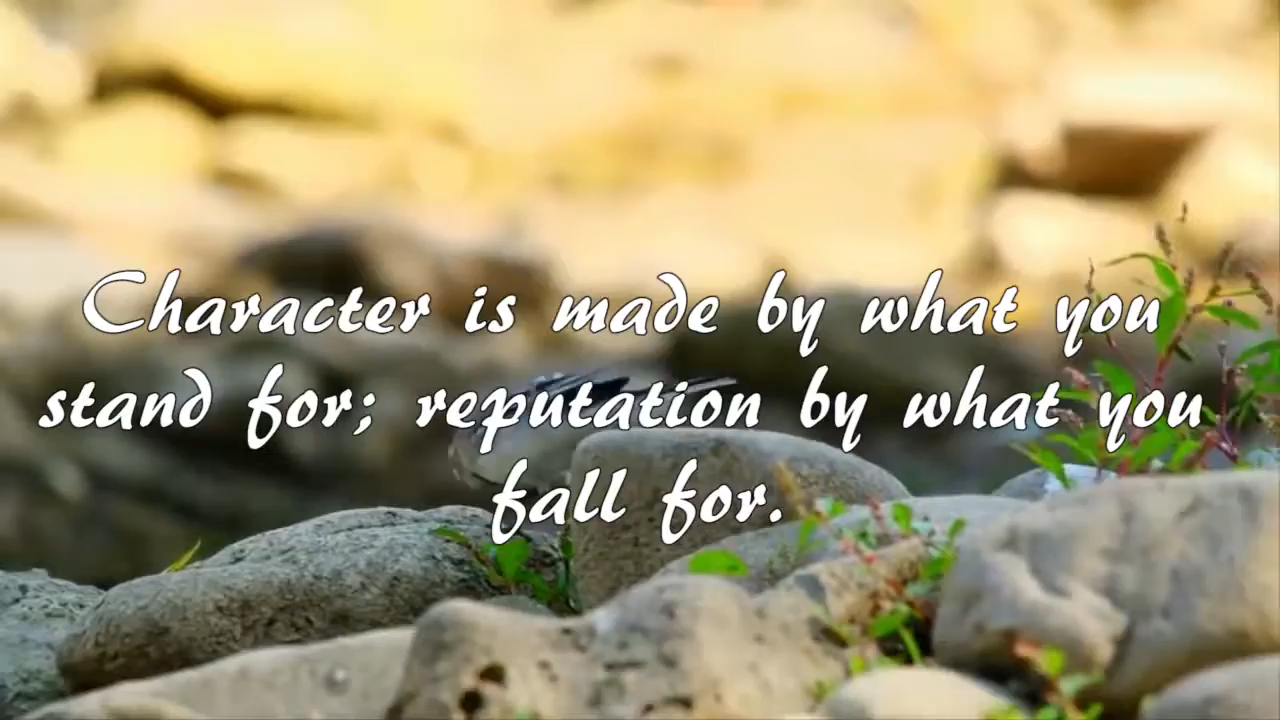 Character is made by what you
stand for; reputation by what you
fall for.